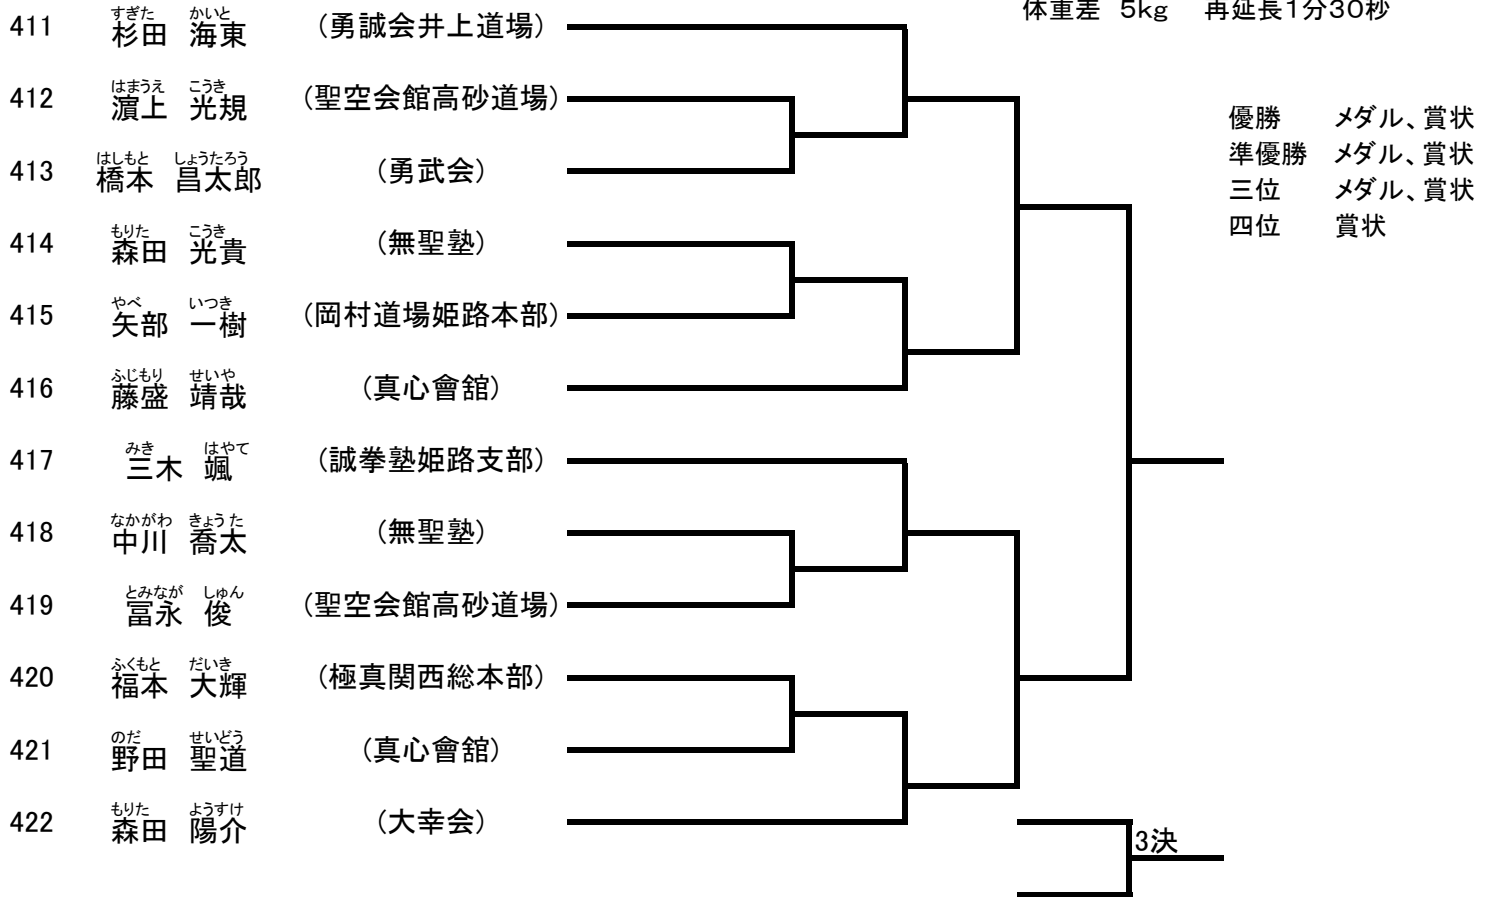 体重差 5kg 再延長1分30秒
411 すぎた かいと 杉田 海東 (勇誠会井上道場)
412 はまうえ こうき 濵上 光規 (聖空会館高砂道場)
413 はしもと しょうたろう 橋本 昌太郎 (勇武会)
414 もりた こうき 森田 光貴 (無聖塾)
415 やべ いつき 矢部 一樹 (岡村道場姫路本部)
416 ふじもり せいや 藤盛 靖哉 (真心會舘)
417 みき はやて 三木 颯 (誠拳塾姫路支部)
418 なかがわ きょうた 中川 喬太 (無聖塾)
419 とみなが しゅん 冨永 俊 (聖空会館高砂道場)
420 ふくもと だいき 福本 大輝 (極真関西総本部)
421 のだ せいどう 野田 聖道 (真心會舘)
422 もりた ようすけ 森田 陽介 (大幸会)
優勝 メダル、賞状
準優勝 メダル、賞状
三位 メダル、賞状
四位 賞状
3決